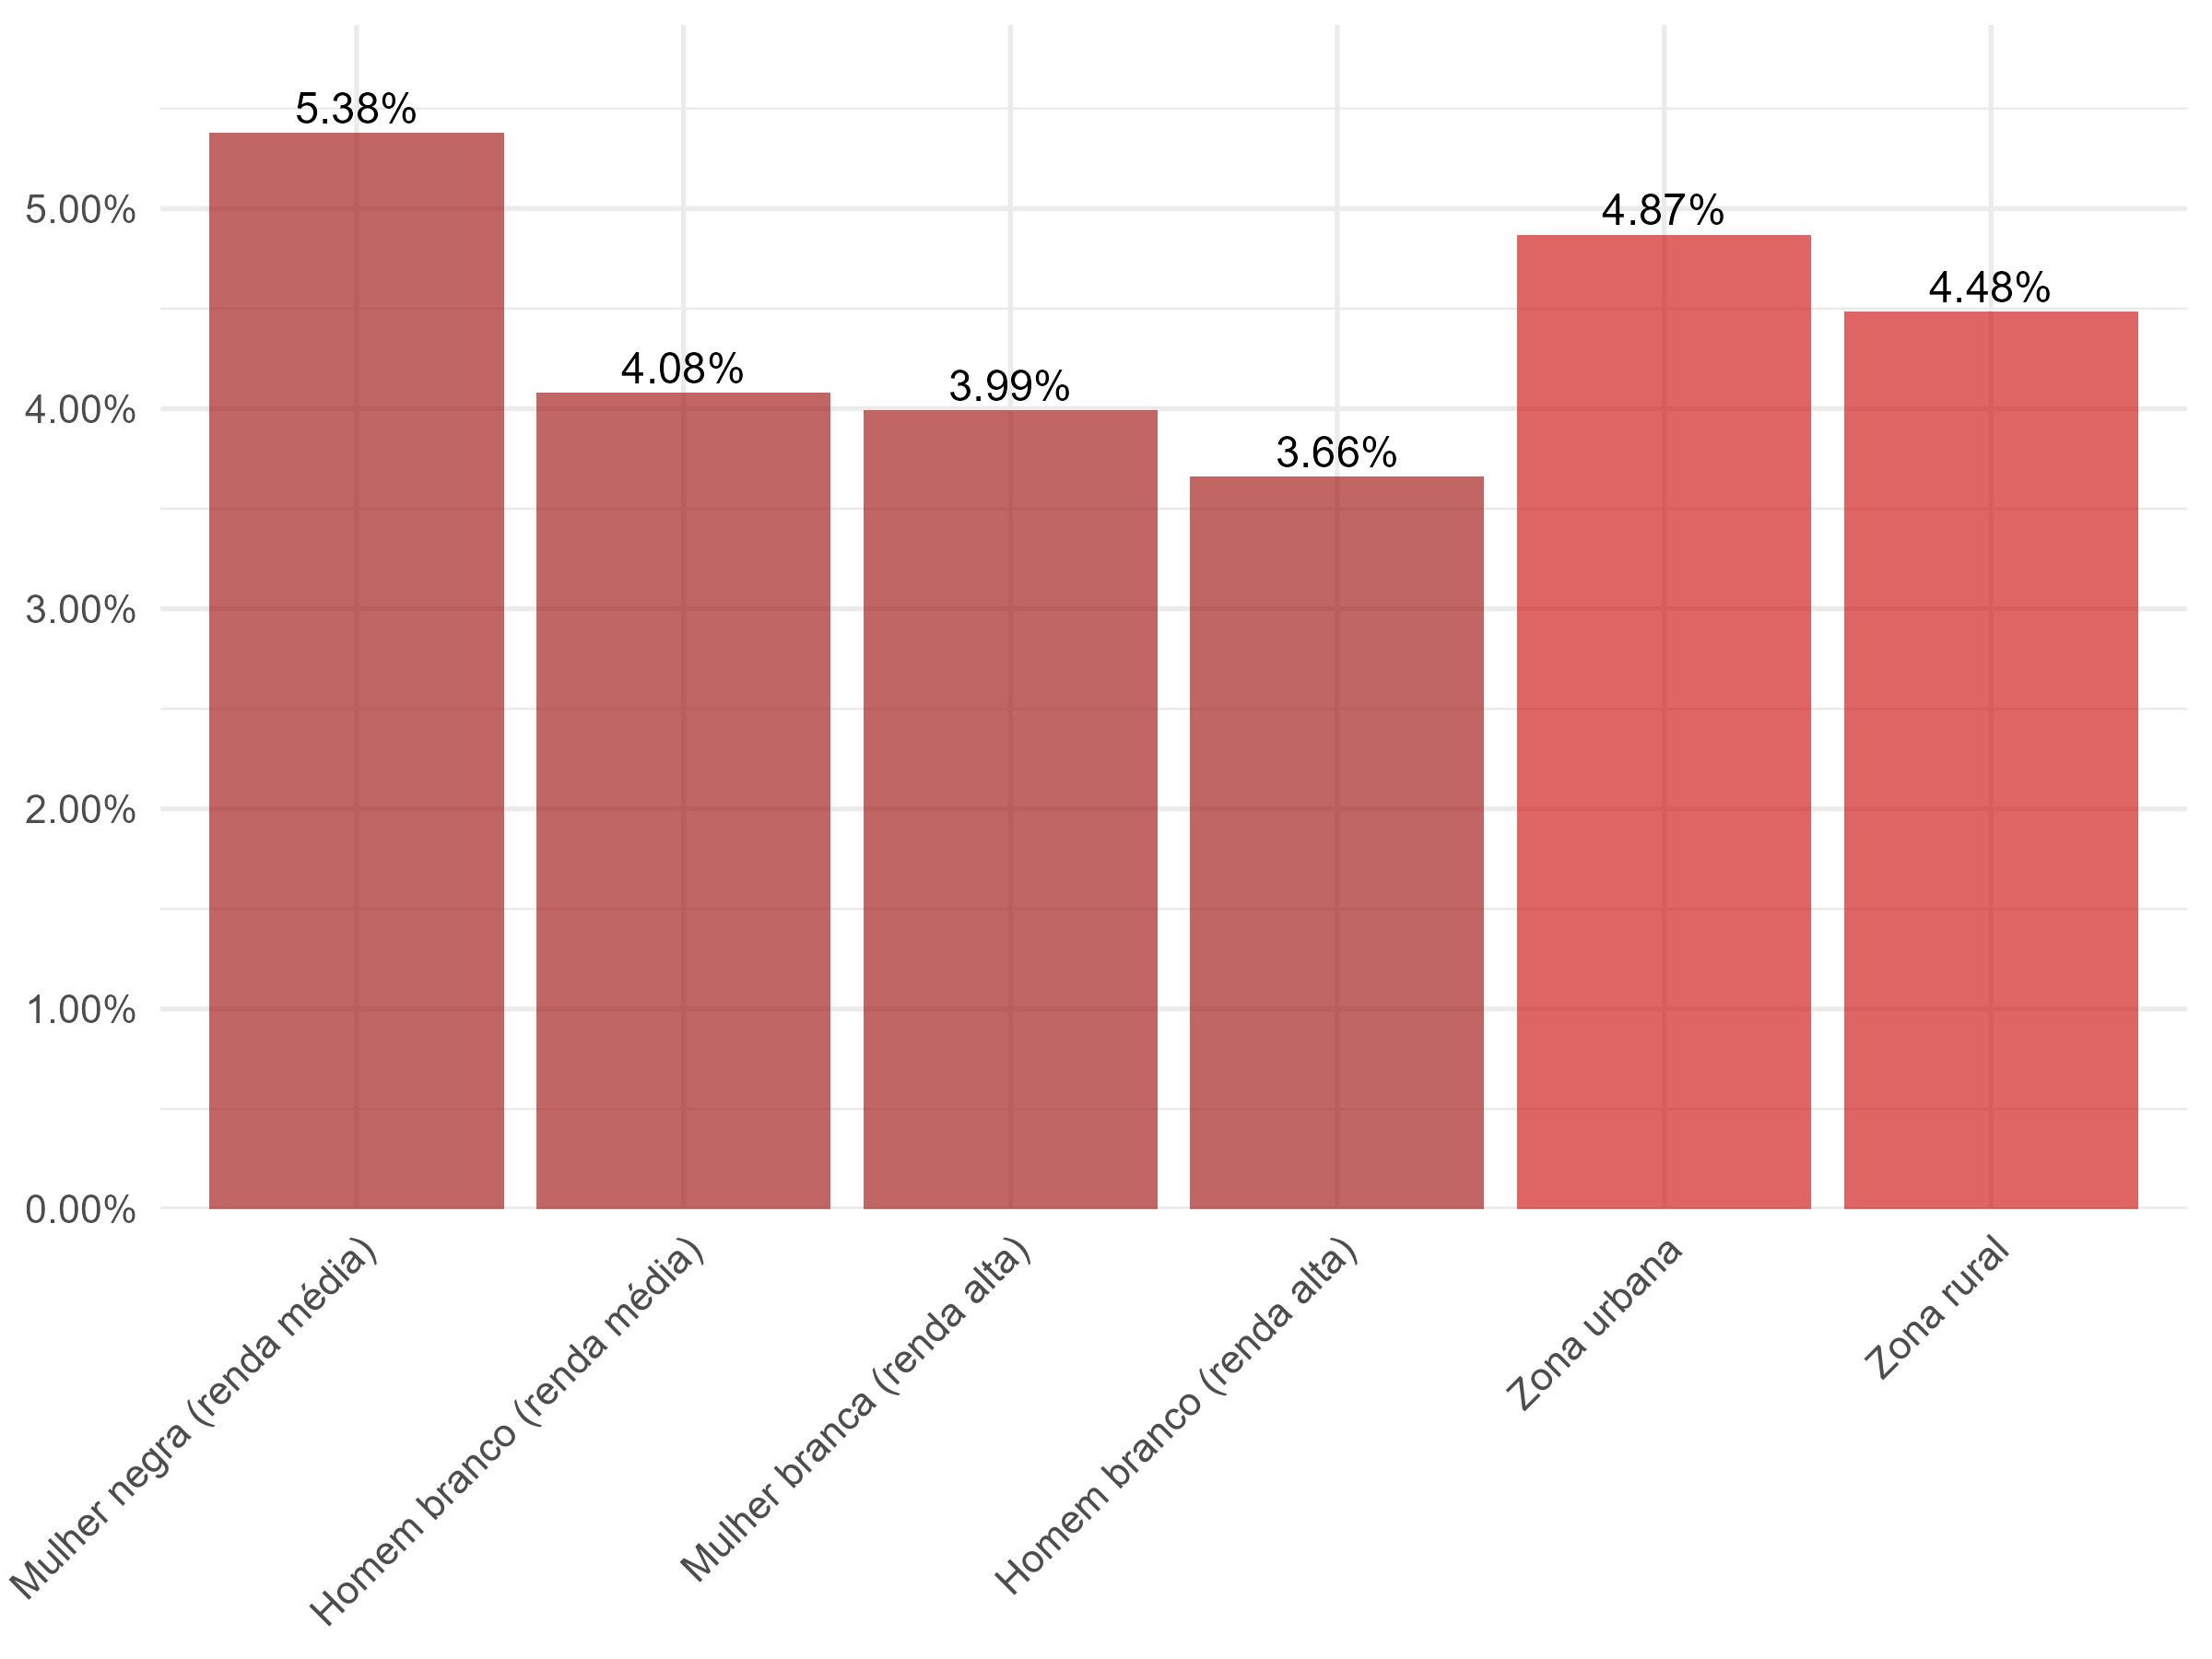 5.38%
5.00%
4.87%
4.48%
4.08%
3.99%
4.00%
3.66%
3.00%
2.00%
1.00%
0.00%
Mulher negra (renda média)
Homem branco (renda média)
Mulher branca (renda alta)
Homem branco (renda alta)
Zona urbana
Zona rural